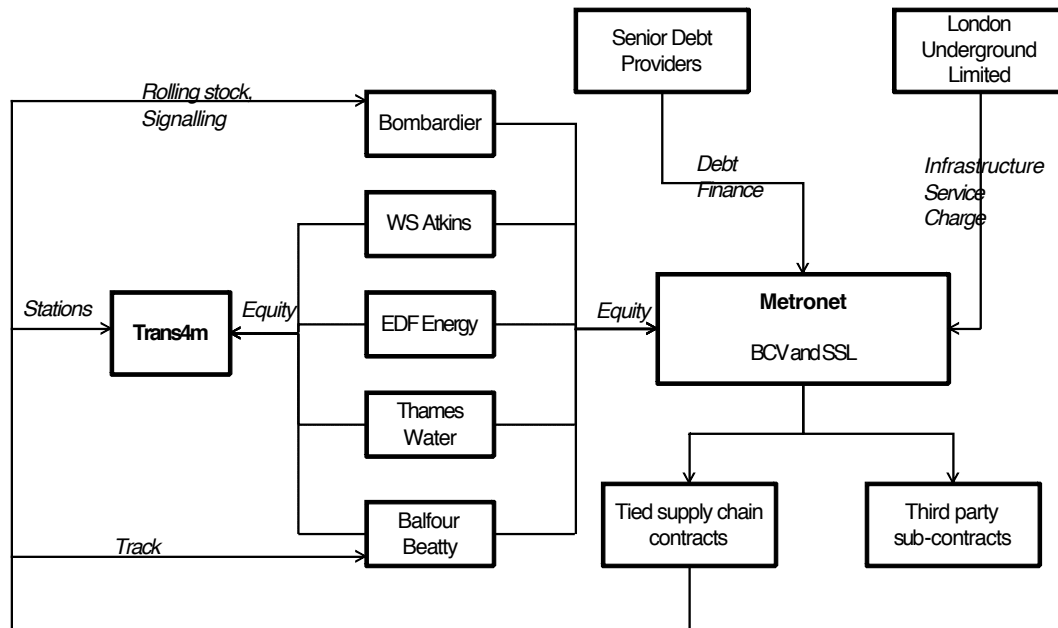 Senior Debt
Providers
London
Underground
Limited
Rolling stock,
Signalling
Bombardier
Debt
Finance
Infrastructure
Service
Charge
WS Atkins
Stations
Trans4m
Equity
EDF Energy
Equity
Metronet
BCV and SSL
Thames
Water
Tied supply chain
contracts
Third party
sub-contracts
Balfour
Beatty
Track